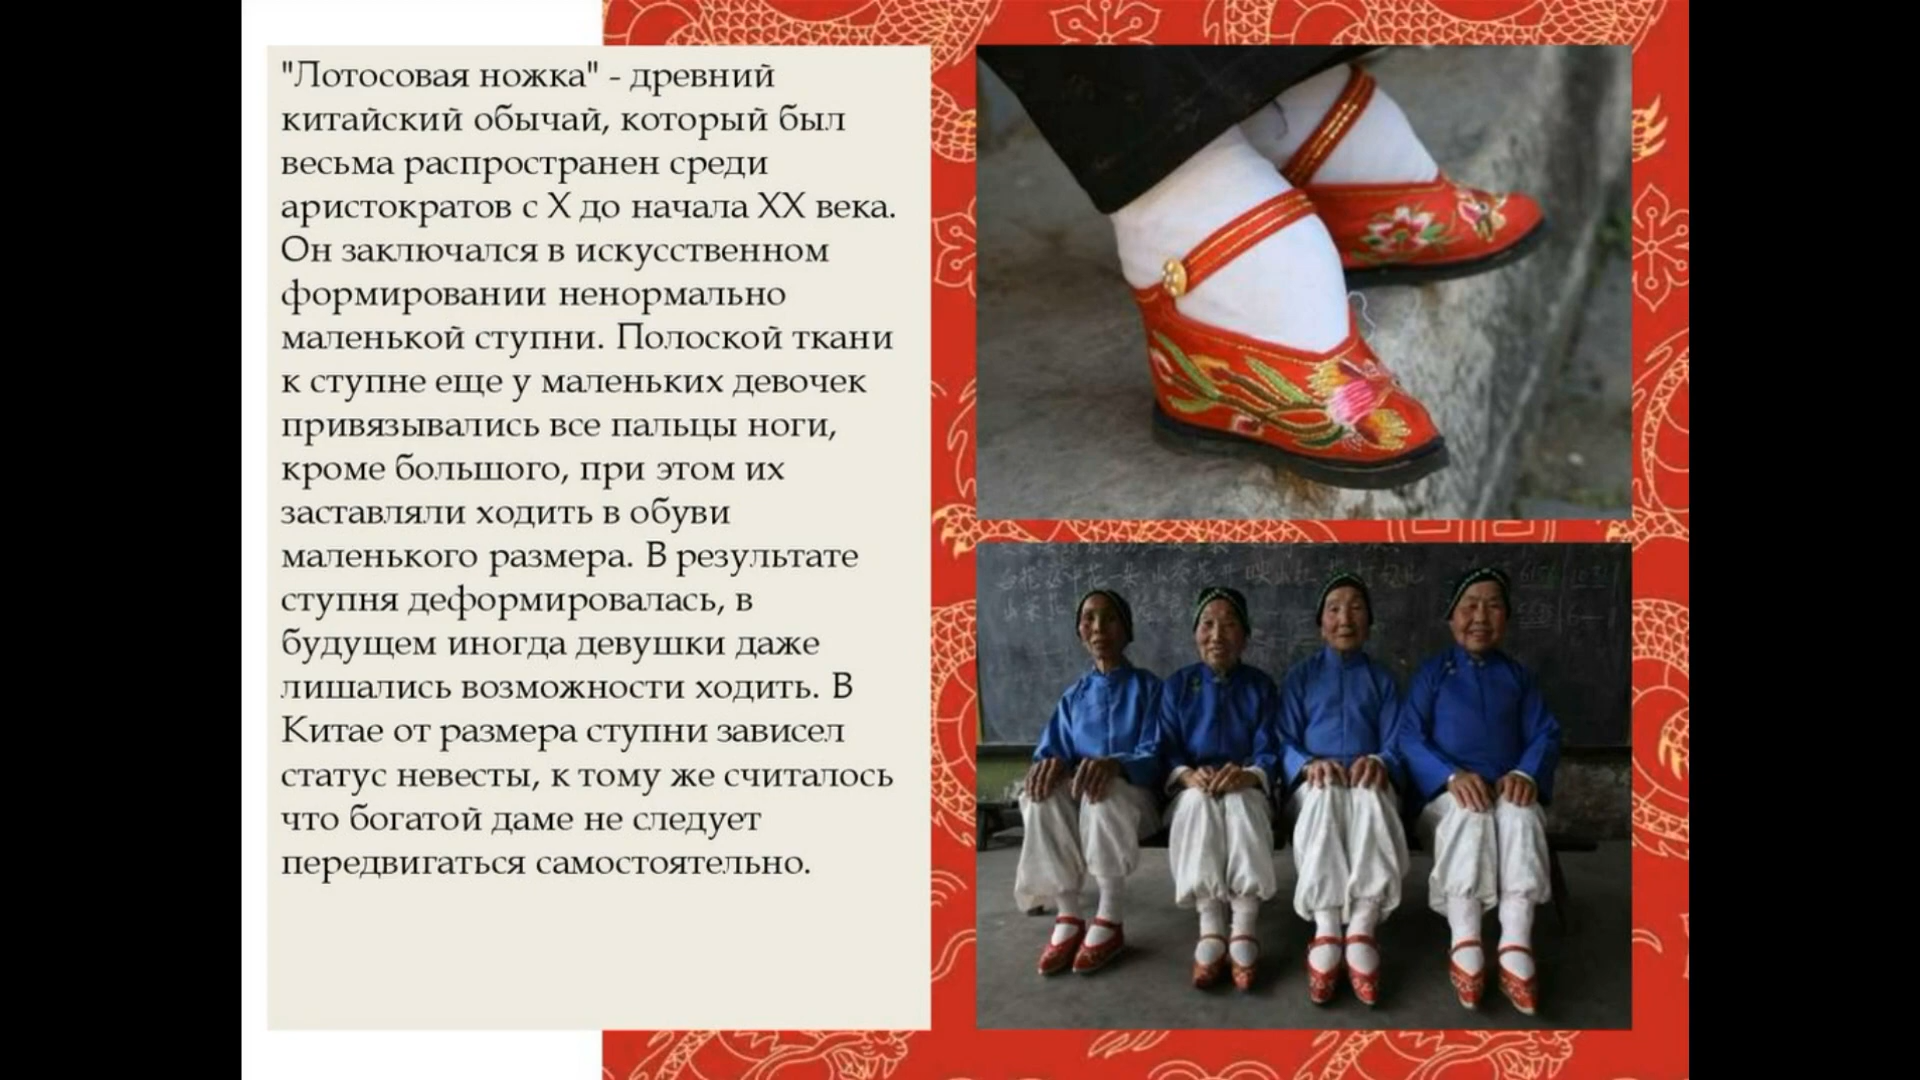 "Лотосовая ножка" - древний
китайский обычай, который был
весьма распространен среди
аристократов с X до начала XX века.
Он заключался в искусственном
формировании ненормально
маленькой ступни. Полоской ткани
к ступне еще у маленьких девочек
привязывались все пальцы ноги,
кроме большого, при этом их
заставляли ходить в обуви
маленького размера. В результате
ступня деформировалась, в
будущем иногда девушки даже
лишались возможности ходить. В
Китае от размера ступни зависел
статус невесты, к тому же считалось
что богатой даме не следует
передвигаться самостоятельно.